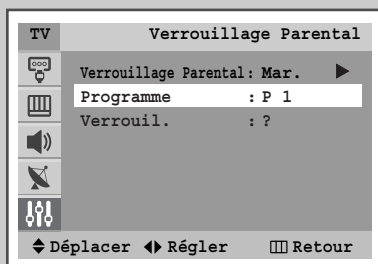 TV Verrouillage Parental
Verrouillage Parental: Mar.
Programme : P 1
Verrouil. : ?
Déplacer Régler Retour